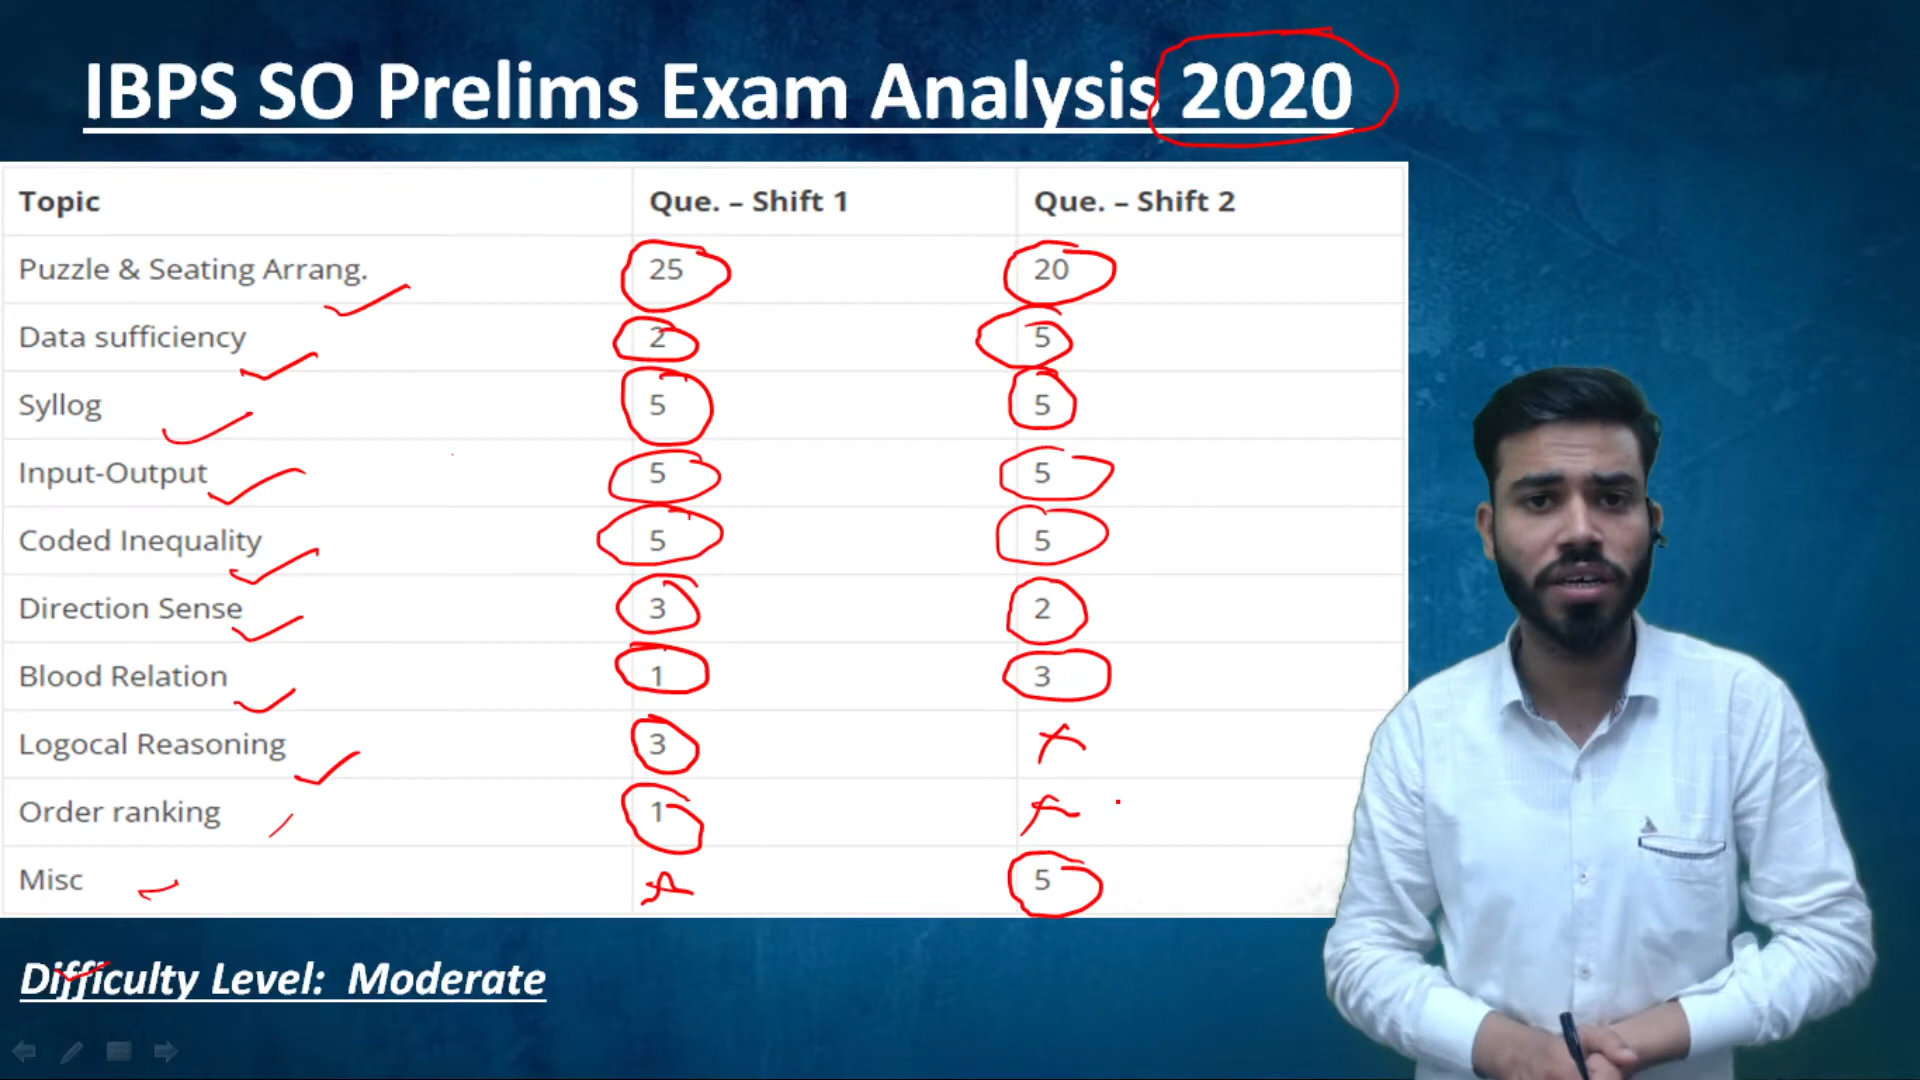 IBPS SO Prelims Exam Analysis 2020
Topic Que. – Shift 1 Que. – Shift 2
Puzzle & Seating Arrang. 25 20
Data sufficiency 2 5
Syllog 5 5
Input-Output 5 5
Coded Inequality 5 5
Direction Sense 3 2
Blood Relation 1 3
Logocal Reasoning 3
Order ranking 1
Misc 5
Difficulty Level: Moderate